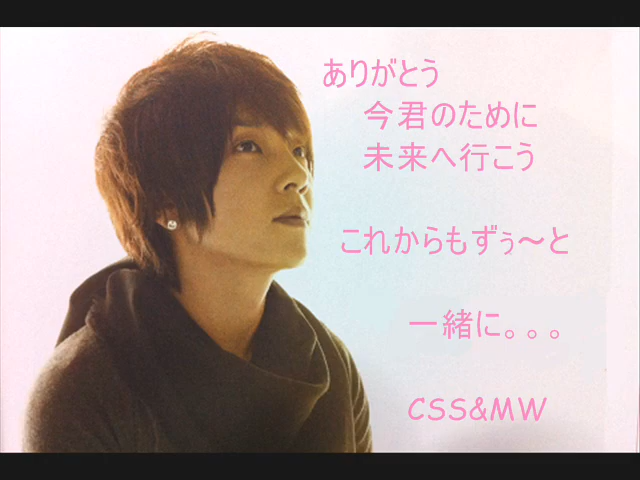 ありがとう
今君のために
未来へ行こう
これからもずぅ～と
一緒に。。。
CSS&MW